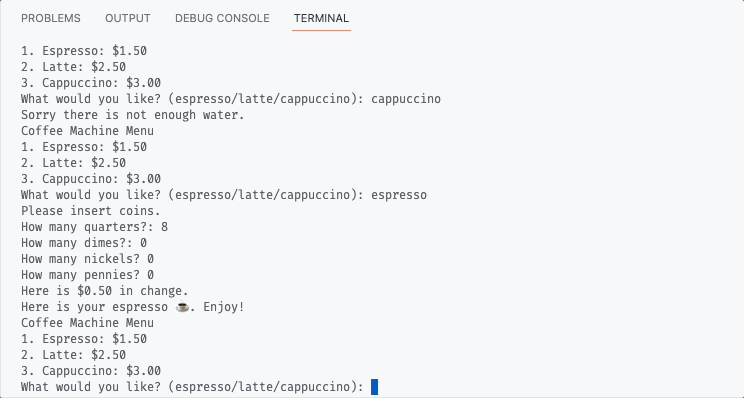 PROBLEMS OUTPUT DEBUG CONSOLE TERMINAL
1. Espresso: $1.50
2. Latte: $2.50
3. Cappuccino: $3.00
What would you like? (espresso/latte/cappuccino): cappuccino
Sorry there is not enough water.
Coffee Machine Menu
1. Espresso: $1.50
2. Latte: $2.50
3. Cappuccino: $3.00
What would you like? (espresso/latte/cappuccino): espresso
Please insert coins.
How many quarters?: 8
How many dimes?: 0
How many nickels? 0
How many pennies? 0
Here is $0.50 in change.
Here is your espresso ☕. Enjoy!
Coffee Machine Menu
1. Espresso: $1.50
2. Latte: $2.50
3. Cappuccino: $3.00
What would you like? (espresso/latte/cappuccino):